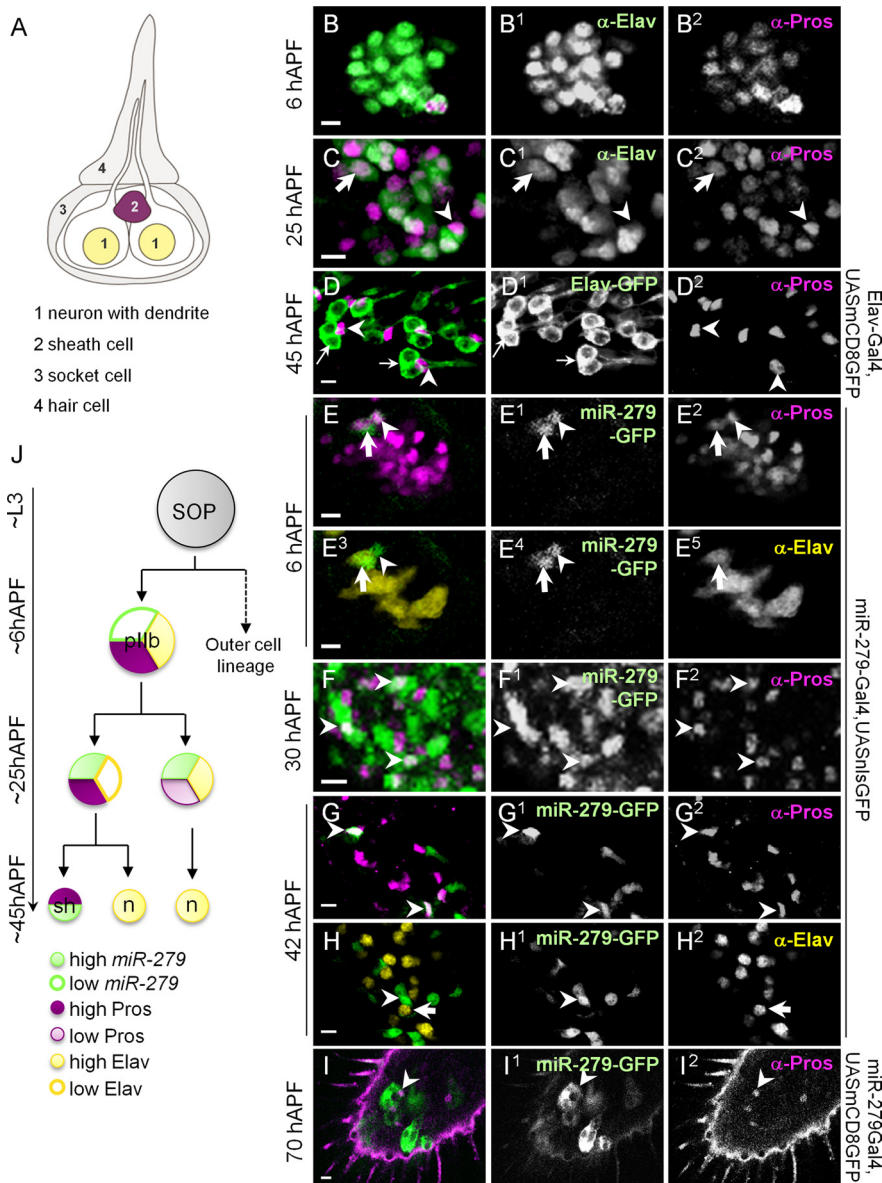 A
4
3
2
1
1
1 neuron with dendrite
2 sheath cell
3 socket cell
4 hair cell
J
~L3
~6hAPF
~25hAPF
~45hAPF
SOP
pIIb
Outer cell
lineage
sh
n
n
high miR-279
low miR-279
high Pros
low Pros
high Elav
low Elav
6 hAPF
B
B¹ α-Elav
B² α-Pros
25 hAPF
C
C¹ α-Elav
C² α-Pros
45 hAPF
D
D¹ Elav-GFP
D² α-Pros
Elav-Gal4,
UASmCD8GFP
6 hAPF
E
E¹ miR-279
-GFP
E² α-Pros
E³
E⁴ miR-279
-GFP
E⁵ α-Elav
30 hAPF
F
F¹ miR-279
-GFP
F² α-Pros
42 hAPF
G
G¹ miR-279-GFP
G² α-Pros
H
H¹ miR-279-GFP
H² α-Elav
miR-279-Gal4,UASnlsGFP
70 hAPF
I
I¹ miR-279-GFP
I² α-Pros
miR-279Gal4,
UASmCD8GFP